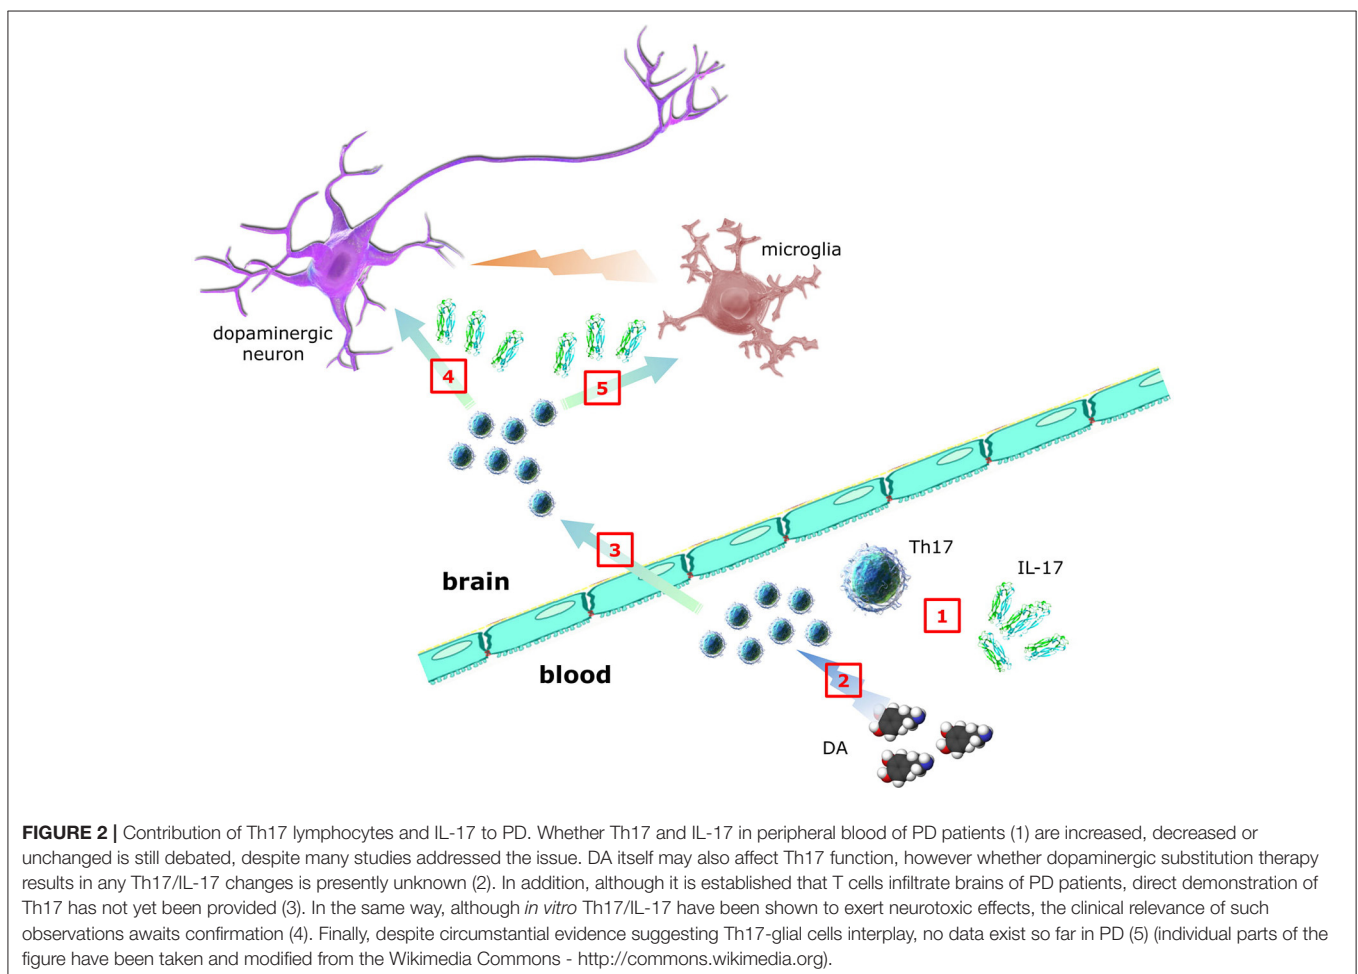 microglia
dopaminergic
neuron
4
5
3
Th17
brain
IL-17
1
blood
2
DA
FIGURE 2 | Contribution of Th17 lymphocytes and IL-17 to PD. Whether Th17 and IL-17 in peripheral blood of PD patients (1) are increased, decreased or
unchanged is still debated, despite many studies addressed the issue. DA itself may also affect Th17 function, however whether dopaminergic substitution therapy
results in any Th17/IL-17 changes is presently unknown (2). In addition, although it is established that T cells infiltrate brains of PD patients, direct demonstration of
Th17 has not yet been provided (3). In the same way, although in vitro Th17/IL-17 have been shown to exert neurotoxic effects, the clinical relevance of such
observations awaits confirmation (4). Finally, despite circumstantial evidence suggesting Th17-glial cells interplay, no data exist so far in PD (5) (individual parts of the
figure have been taken and modified from the Wikimedia Commons - http://commons.wikimedia.org).